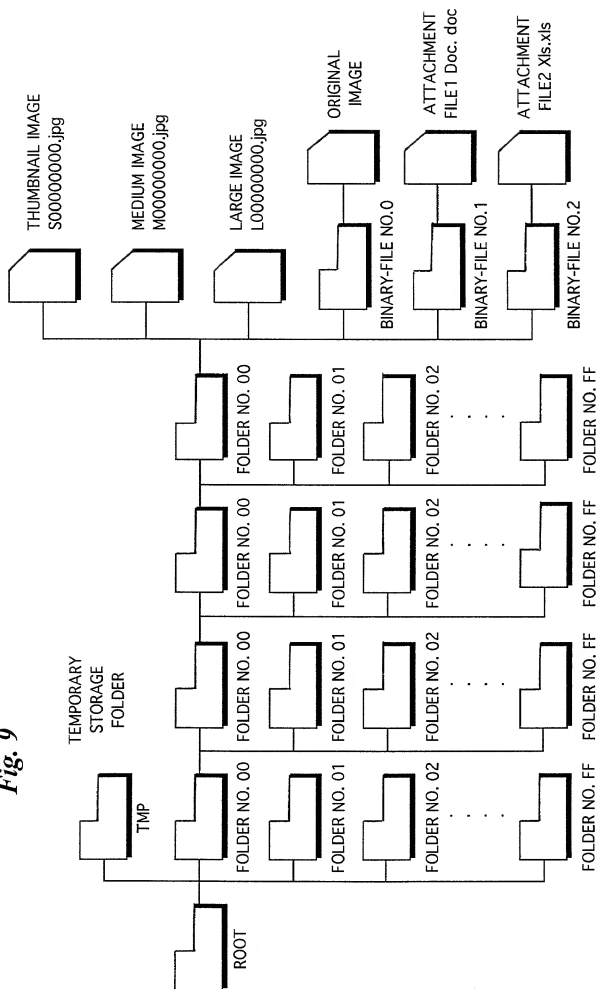 Fig. 9
ROOT
TEMPORARY
STORAGE
FOLDER
TMP
FOLDER NO. 00
FOLDER NO. 01
FOLDER NO. 02
. . . .
FOLDER NO. FF
FOLDER NO. 00
FOLDER NO. 01
FOLDER NO. 02
. . . .
FOLDER NO. FF
FOLDER NO. 00
FOLDER NO. 01
FOLDER NO. 02
. . . .
FOLDER NO. FF
FOLDER NO. 00
FOLDER NO. 01
FOLDER NO. 02
. . . .
FOLDER NO. FF
THUMBNAIL IMAGE
S00000000.jpg
MEDIUM IMAGE
M00000000.jpg
LARGE IMAGE
L00000000.jpg
BINARY-FILE NO.0
ORIGINAL
IMAGE
BINARY-FILE NO.1
ATTACHMENT
FILE1 Doc. doc
BINARY-FILE NO.2
ATTACHMENT
FILE2 Xls.xls